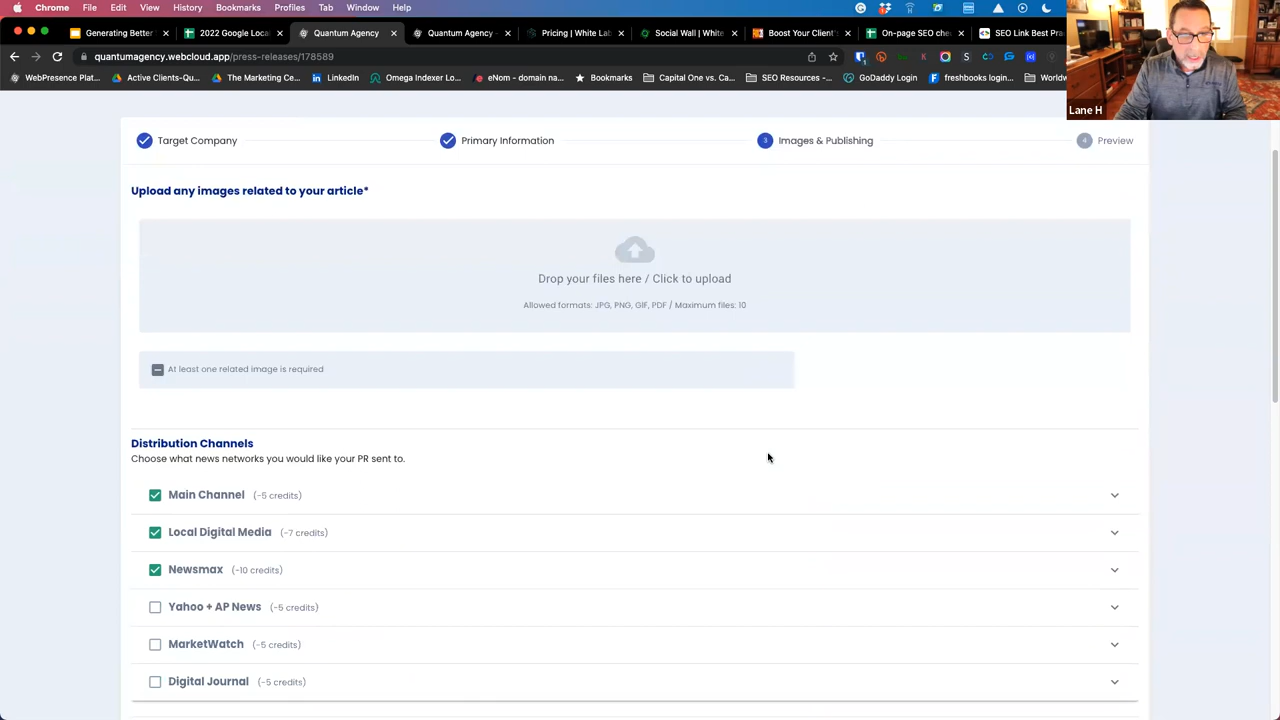 Chrome File Edit View History Bookmarks Profiles Tab Window Help
Generating Better
2022 Google Local
Quantum Agency
Quantum Agency -
Pricing | White Lab
Social Wall | White
Boost Your Client'
On-page SEO che
SEO Link Best Pra
quantumagency.webcloud.app/press-releases/178589
WebPresence Plat...
Active Clients-Qu...
The Marketing Ce...
LinkedIn
Omega Indexer Lo...
eNom - domain na...
Bookmarks
Capital One vs. Ca...
SEO Resources -...
GoDaddy Login
freshbooks login...
Worldw
Lane H
Target Company
Primary Information
3 Images & Publishing
4 Preview
Upload any images related to your article*
Drop your files here / Click to upload
Allowed formats: JPG, PNG, GIF, PDF / Maximum files: 10
At least one related image is required
Distribution Channels
Choose what news networks you would like your PR sent to.
Main Channel (-5 credits)
Local Digital Media (-7 credits)
Newsmax (-10 credits)
Yahoo + AP News (-5 credits)
MarketWatch (-5 credits)
Digital Journal (-5 credits)